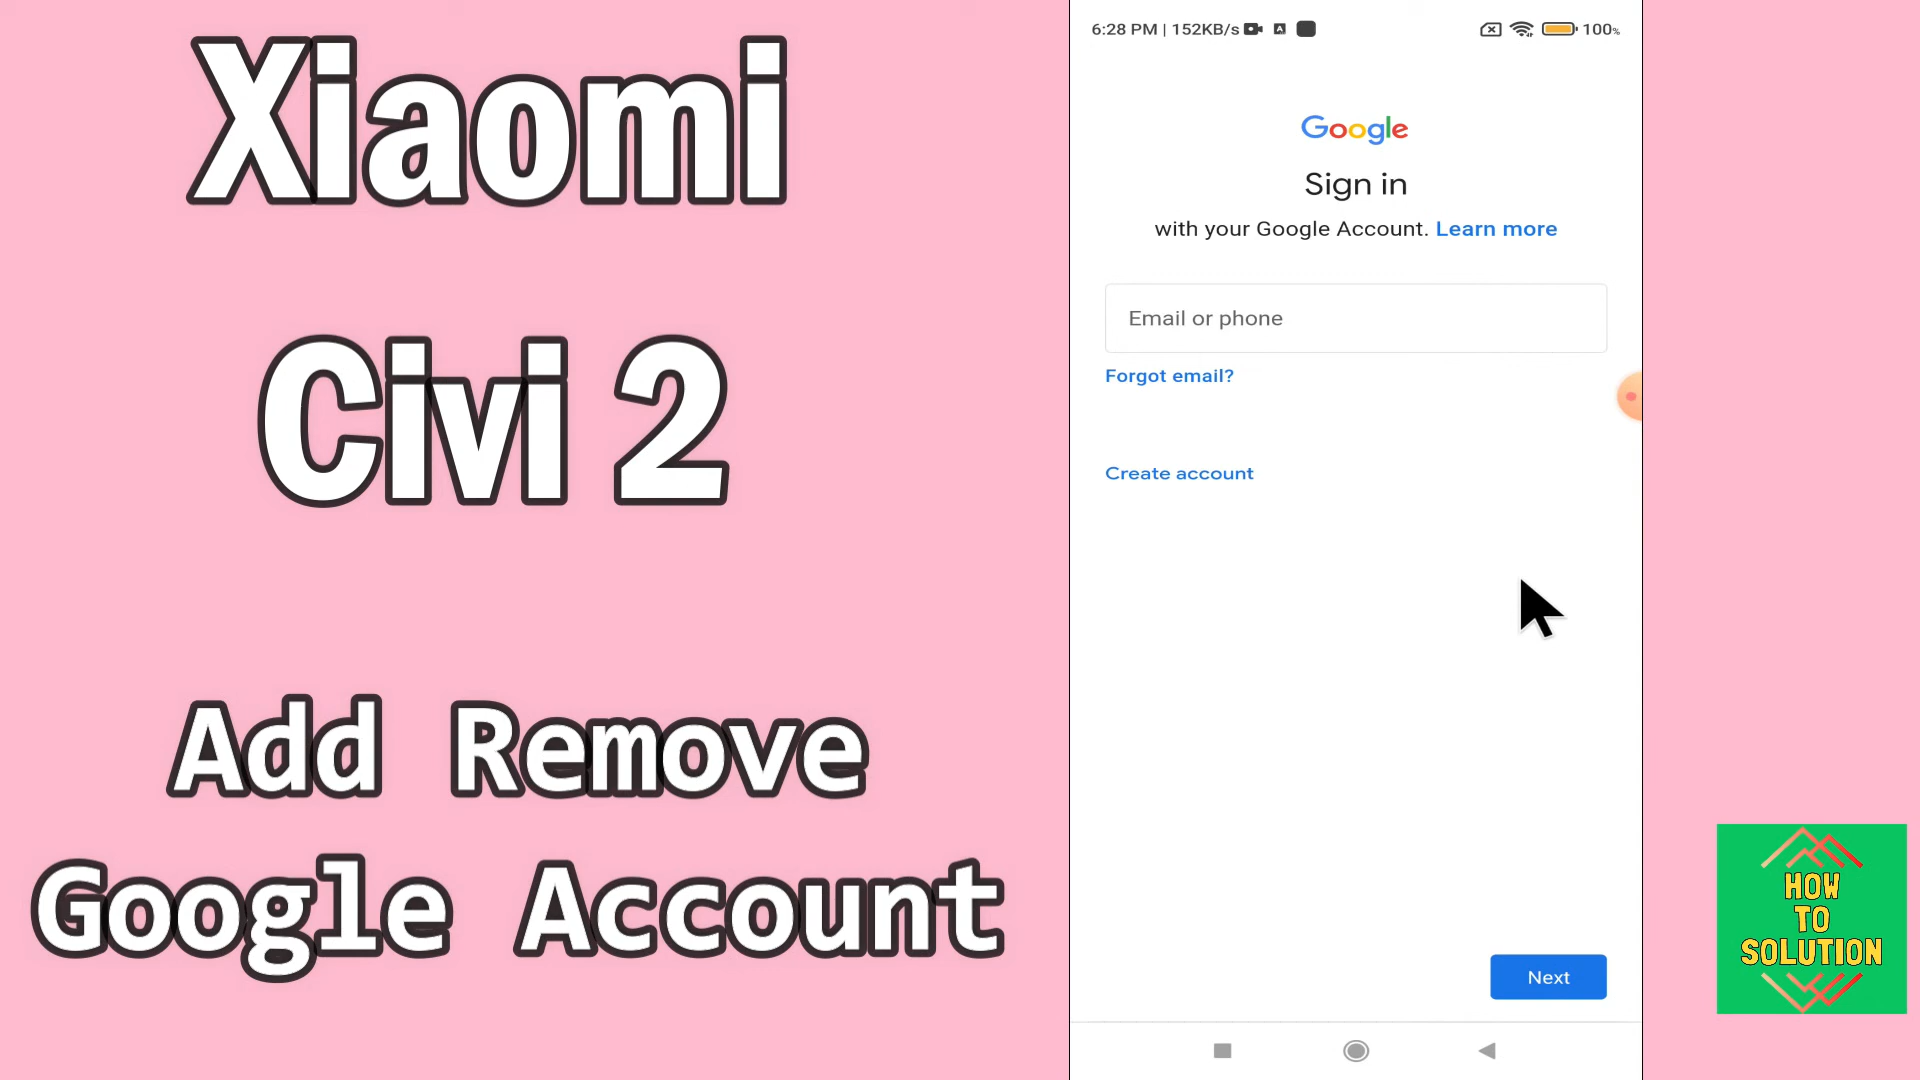 Xiaomi
Civi 2
Add Remove
Google Account
6:28 PM | 152KB/s
A
100%
Google
Sign in
with your Google Account. Learn more
Email or phone
Forgot email?
Create account
Next
HOW
TO
SOLUTION